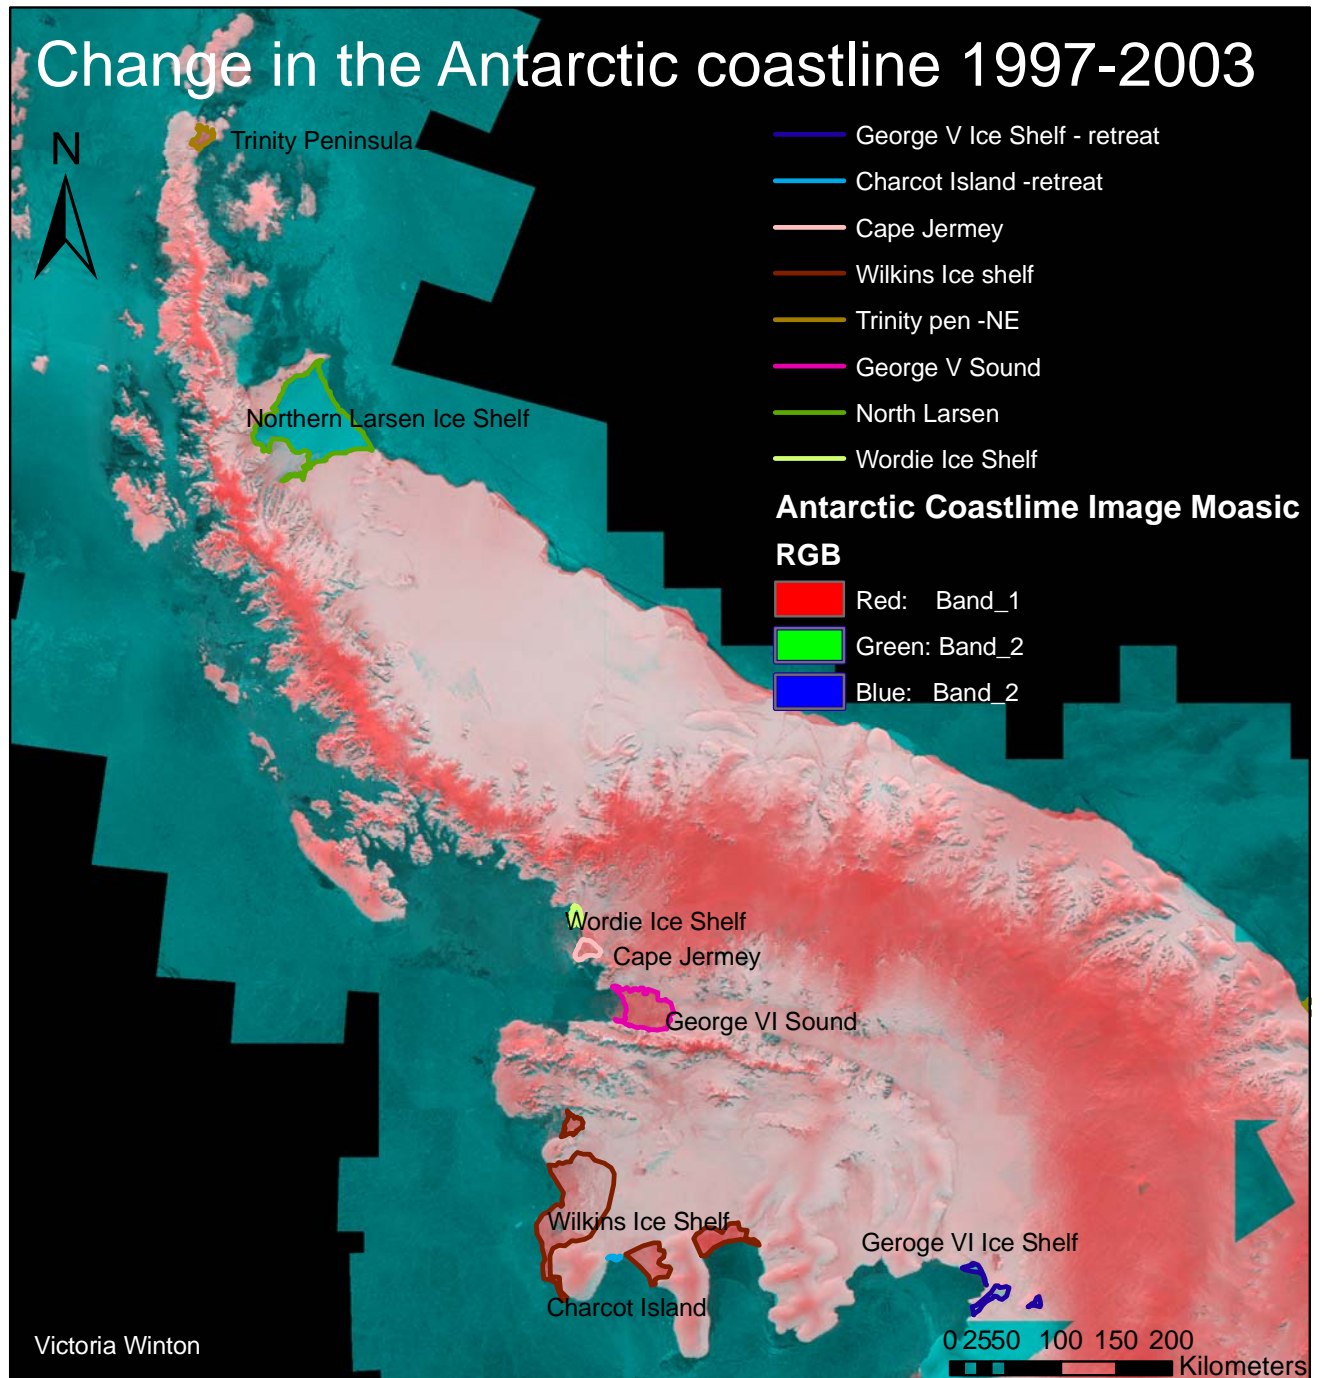 Change in the Antarctic coastline 1997-2003
N
Trinity Peninsula
Northern Larsen Ice Shelf
George V Ice Shelf - retreat
Charcot Island -retreat
Cape Jermey
Wilkins Ice shelf
Trinity pen -NE
George V Sound
North Larsen
Wordie Ice Shelf
Antarctic Coastlime Image Moasic
RGB
Red: Band_1
Green: Band_2
Blue: Band_2
Wordie Ice Shelf
Cape Jermey
George VI Sound
Wilkins Ice Shelf
Geroge VI Ice Shelf
Charcot Island
Victoria Winton
0 25 50 100 150 200
Kilometers